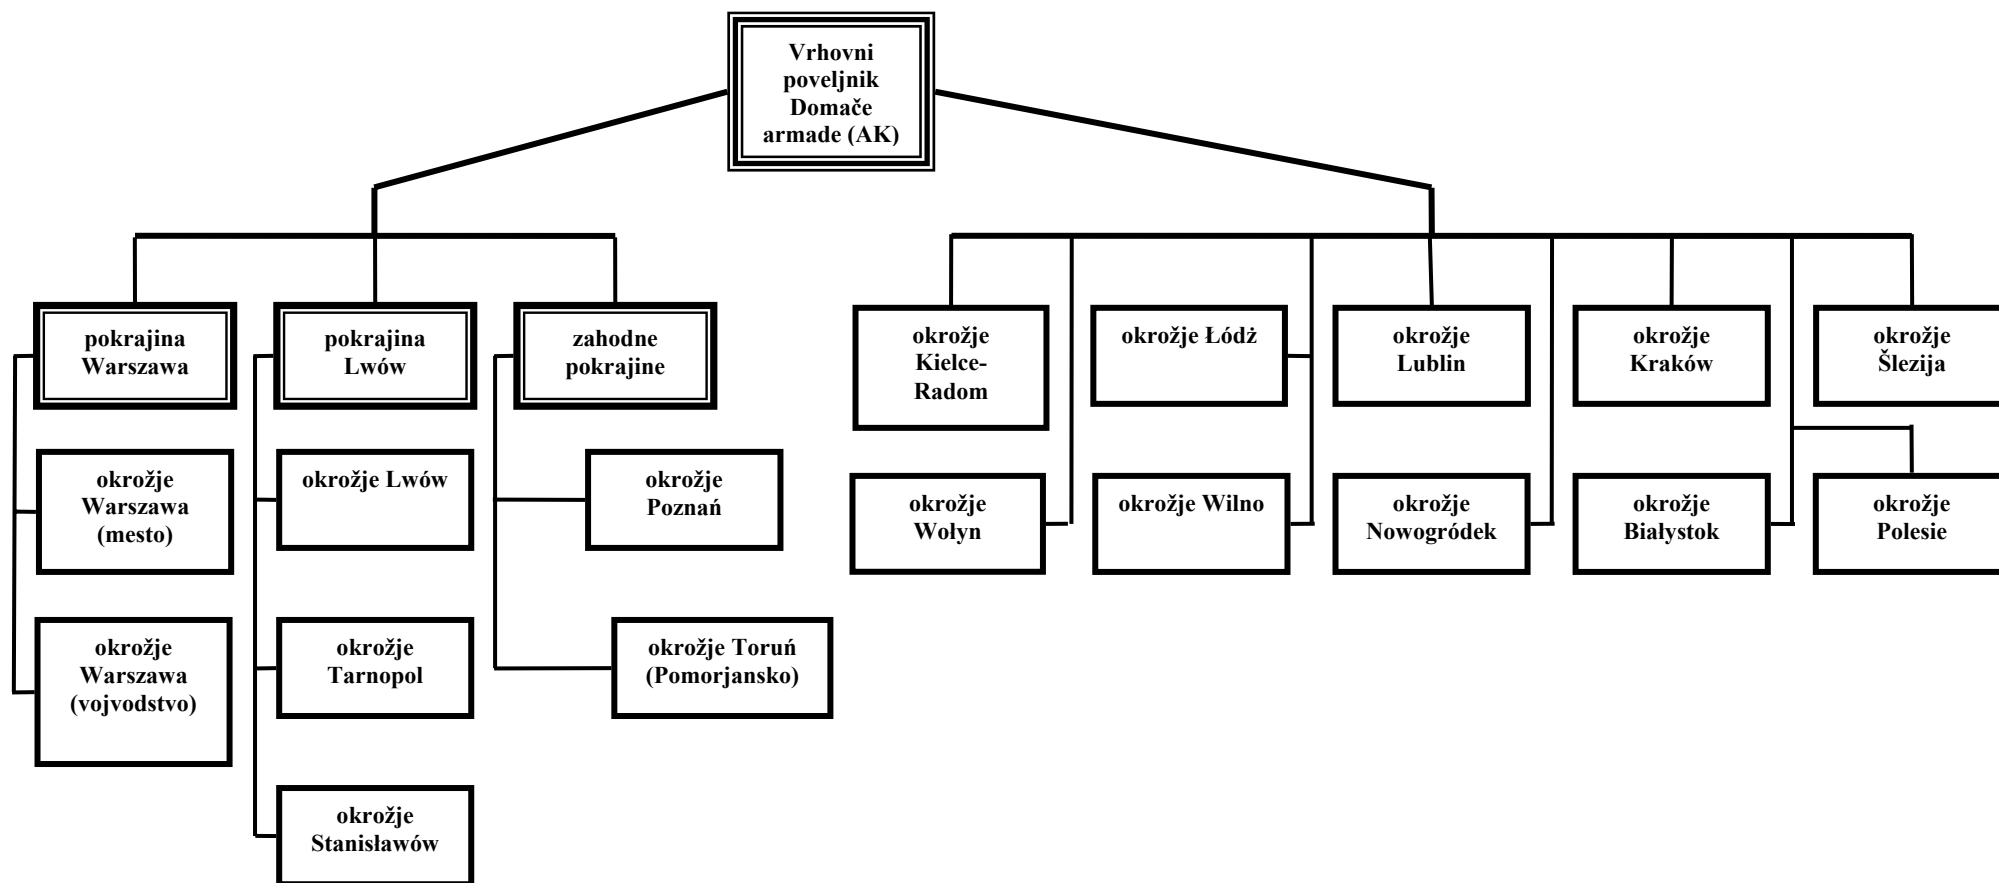 Vrhovni
poveljnik
Domače
armade (AK)
pokrajina
Warszawa
pokrajina
Lwów
zahodne
pokrajine
okrožje
Kielce-
Radom
okrožje Łódż
okrožje
Lublin
okrožje
Kraków
okrožje
Šlezija
okrožje
Warszawa
(mesto)
okrožje Lwów
okrožje
Poznań
okrožje
Wołyn
okrožje Wilno
okrožje
Nowogródek
okrožje
Białystok
okrožje
Polesie
okrožje
Warszawa
(vojvodstvo)
okrožje
Tarnopol
okrožje Toruń
(Pomorjansko)
okrožje
Stanisławów